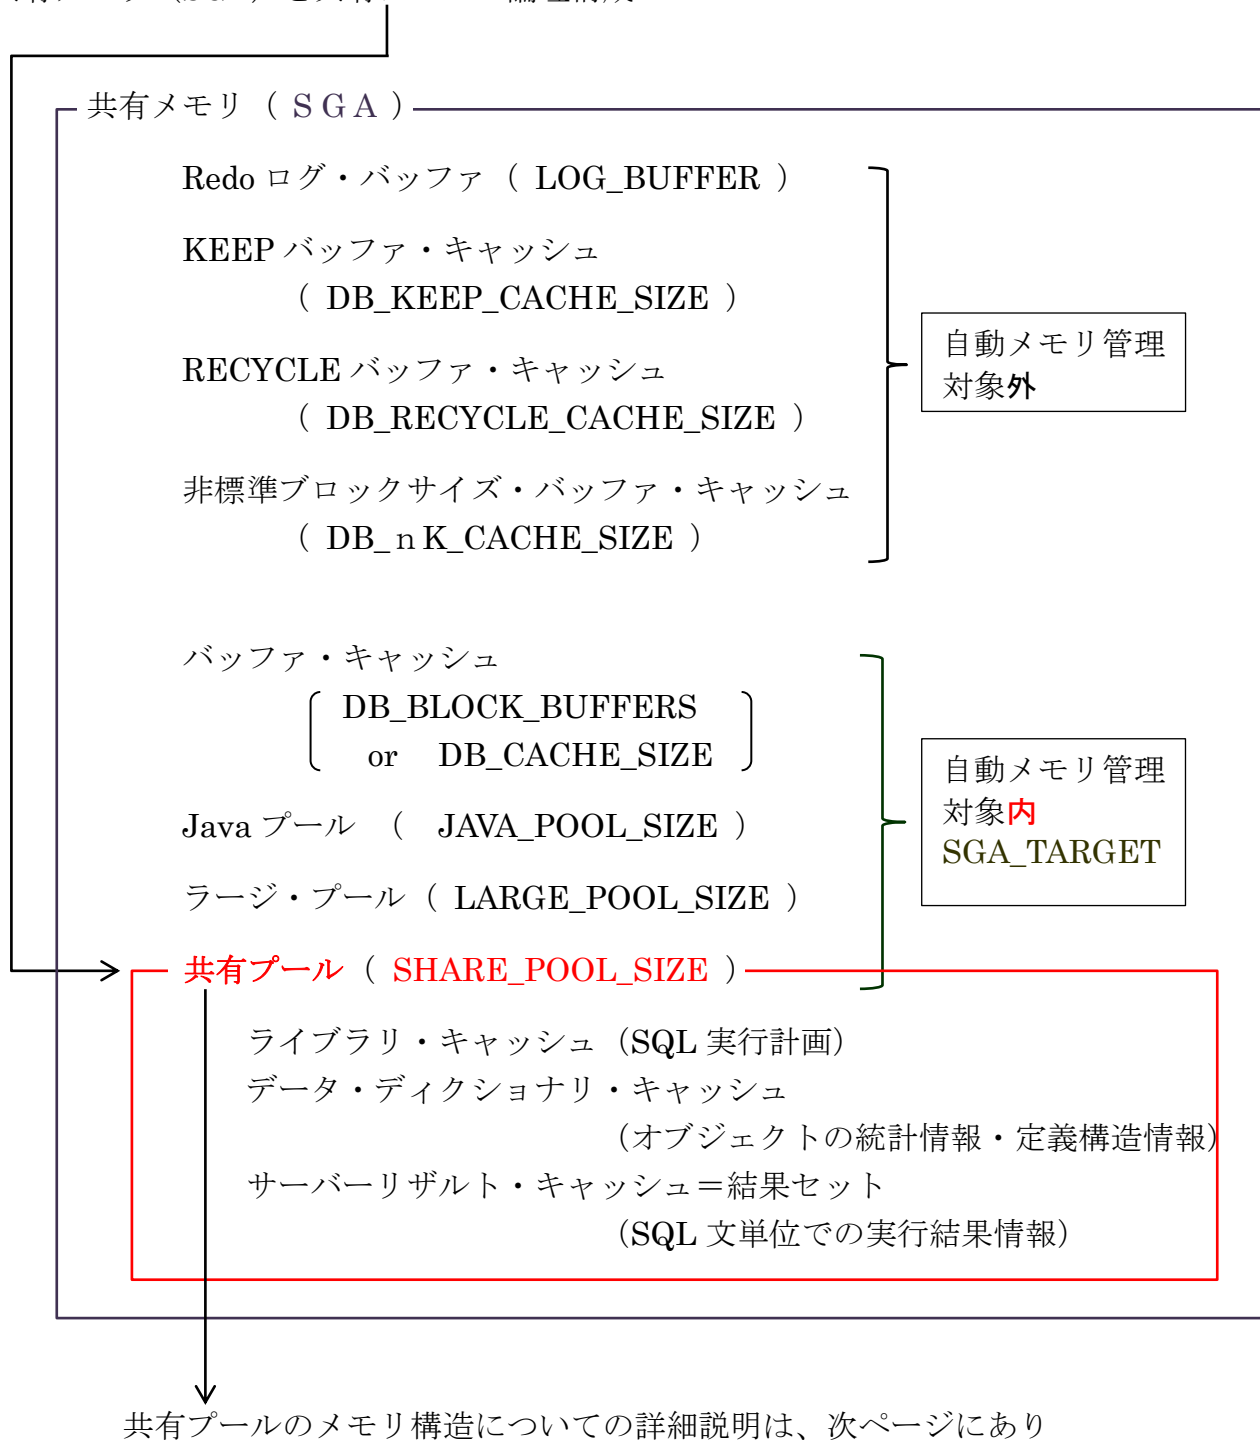 共有メモリ（ ＳＧＡ ）
Redo ログ・バッファ（ LOG_BUFFER ）
KEEP バッファ・キャッシュ
（ DB_KEEP_CACHE_SIZE ）
RECYCLE バッファ・キャッシュ
（ DB_RECYCLE_CACHE_SIZE ）
非標準ブロックサイズ・バッファ・キャッシュ
（ DB_ｎK_CACHE_SIZE ）
自動メモリ管理
対象外
バッファ・キャッシュ
DB_BLOCK_BUFFERS
or DB_CACHE_SIZE
Java プール （ JAVA_POOL_SIZE ）
ラージ・プール（ LARGE_POOL_SIZE ）
自動メモリ管理
対象内
SGA_TARGET
共有プール（ SHARE_POOL_SIZE ）
ライブラリ・キャッシュ（SQL 実行計画）
データ・ディクショナリ・キャッシュ
（オブジェクトの統計情報・定義構造情報）
サーバーリザルト・キャッシュ＝結果セット
（SQL 文単位での実行結果情報）
共有プールのメモリ構造についての詳細説明は、次ページにあり